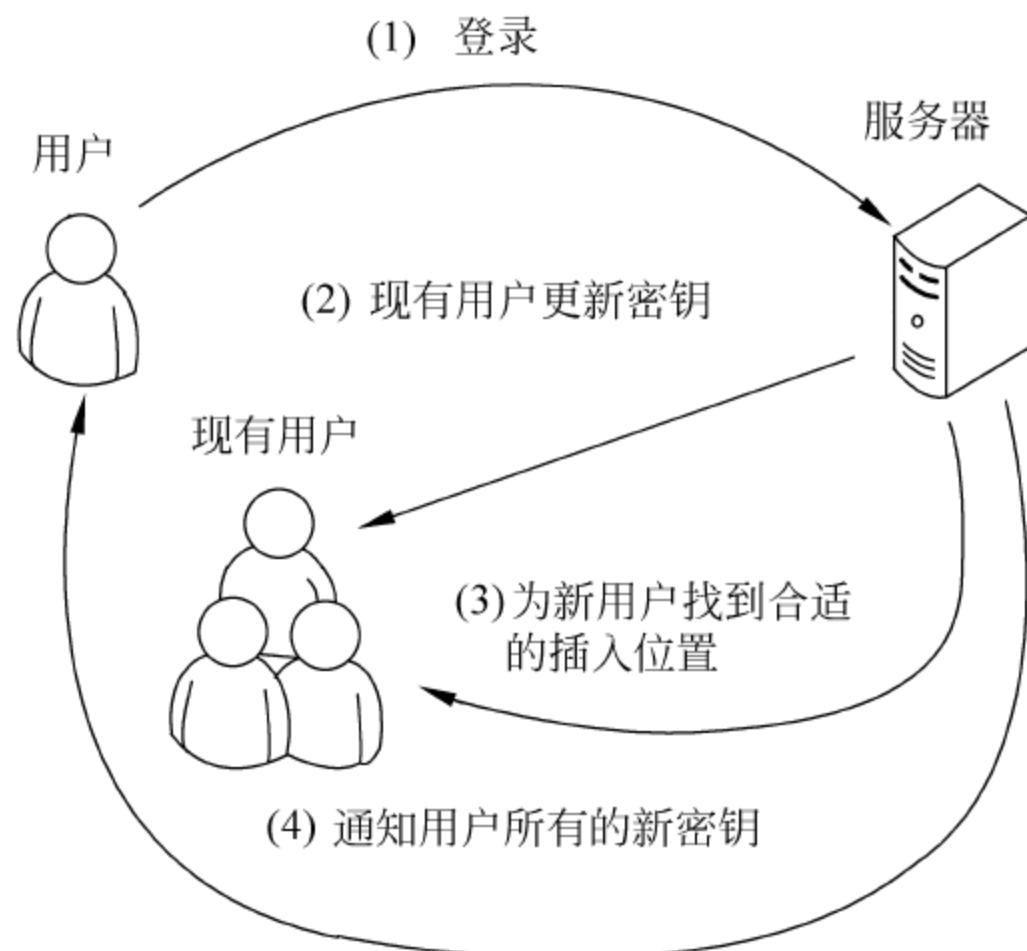 (1) 登录
用户
服务器
(2) 现有用户更新密钥
现有用户
(3) 为新用户找到合适
的插入位置
(4) 通知用户所有的新密钥